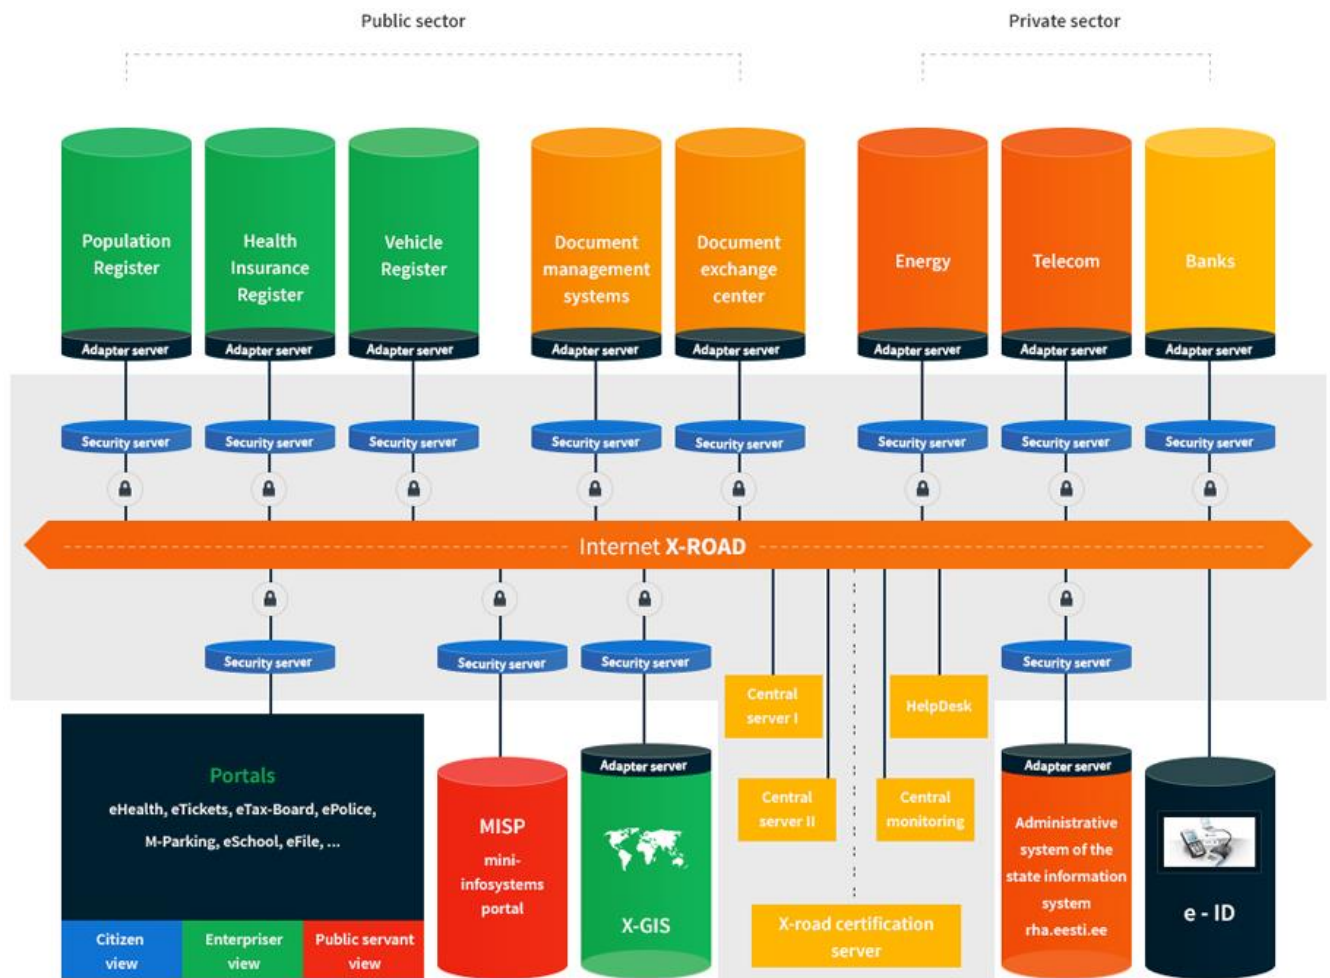 Public sector
Private sector
Population
Register
Health
Insurance
Register
Vehicle
Register
Document
management
systems
Document
exchange
center
Energy
Telecom
Banks
Adapter server
Adapter server
Adapter server
Adapter server
Adapter server
Adapter server
Adapter server
Adapter server
Security server
Security server
Security server
Security server
Security server
Security server
Security server
Security server
Internet X-ROAD
Security server
Security server
Security server
Security server
Portals
eHealth, eTickets, eTax-Board, ePolice,
M-Parking, eSchool, eFile, ...
Citizen
view
Enterpriser
view
Public servant
view
MISP
mini-
infosystems
portal
Adapter server
X-GIS
Central
server I
HelpDesk
Central
server II
Central
monitoring
X-road certification
server
Adapter server
Administrative
system of the
state information
system
rha.eesti.ee
e - ID